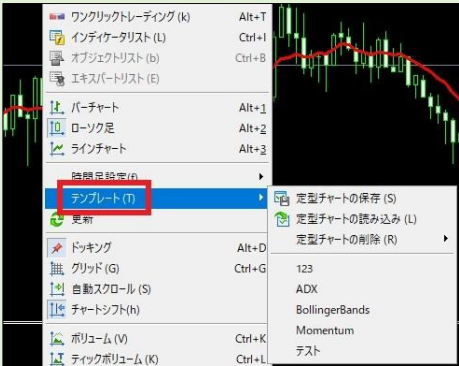 ワンクリックトレーディング (k) Alt+T
インディケータリスト (L) Ctrl+I
オブジェクトリスト (b) Ctrl+B
エキスパートリスト (E)
バーチャート Alt+1
ローソク足 Alt+2
ラインチャート Alt+3
時間足設定(f)
テンプレート (T)
更新
ドッキング Alt+D
グリッド (G) Ctrl+G
自動スクロール (S)
チャートシフト(h)
ボリューム (V) Ctrl+K
ティックボリューム (K) Ctrl+L
定型チャートの保存 (S)
定型チャートの読み込み (L)
定型チャートの削除 (R)
123
ADX
BollingerBands
Momentum
テスト